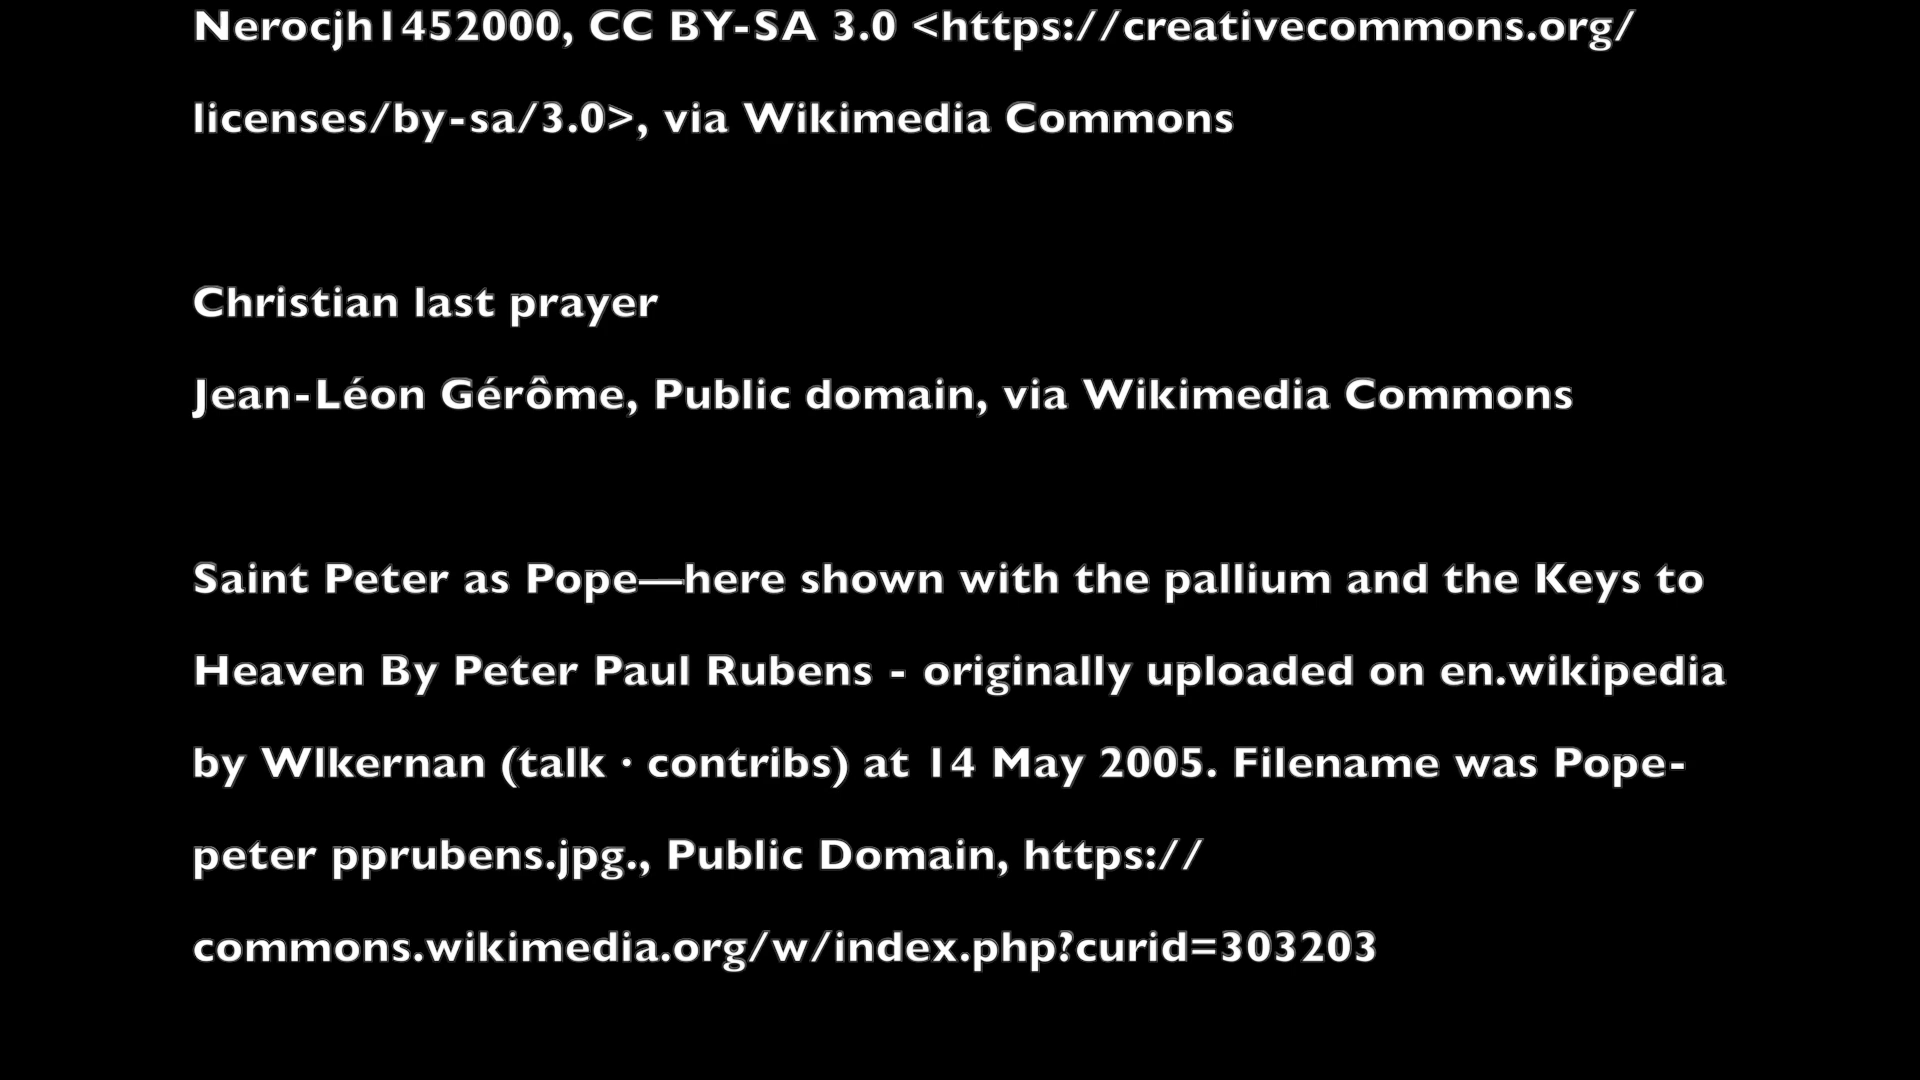 Nerocjh1452000, CC BY-SA 3.0 <https://creativecommons.org/
licenses/by-sa/3.0>, via Wikimedia Commons
Christian last prayer
Jean-Léon Gérôme, Public domain, via Wikimedia Commons
Saint Peter as Pope—here shown with the pallium and the Keys to
Heaven By Peter Paul Rubens - originally uploaded on en.wikipedia
by Wlkernan (talk · contribs) at 14 May 2005. Filename was Pope-
peter pprubens.jpg., Public Domain, https://
commons.wikimedia.org/w/index.php?curid=303203